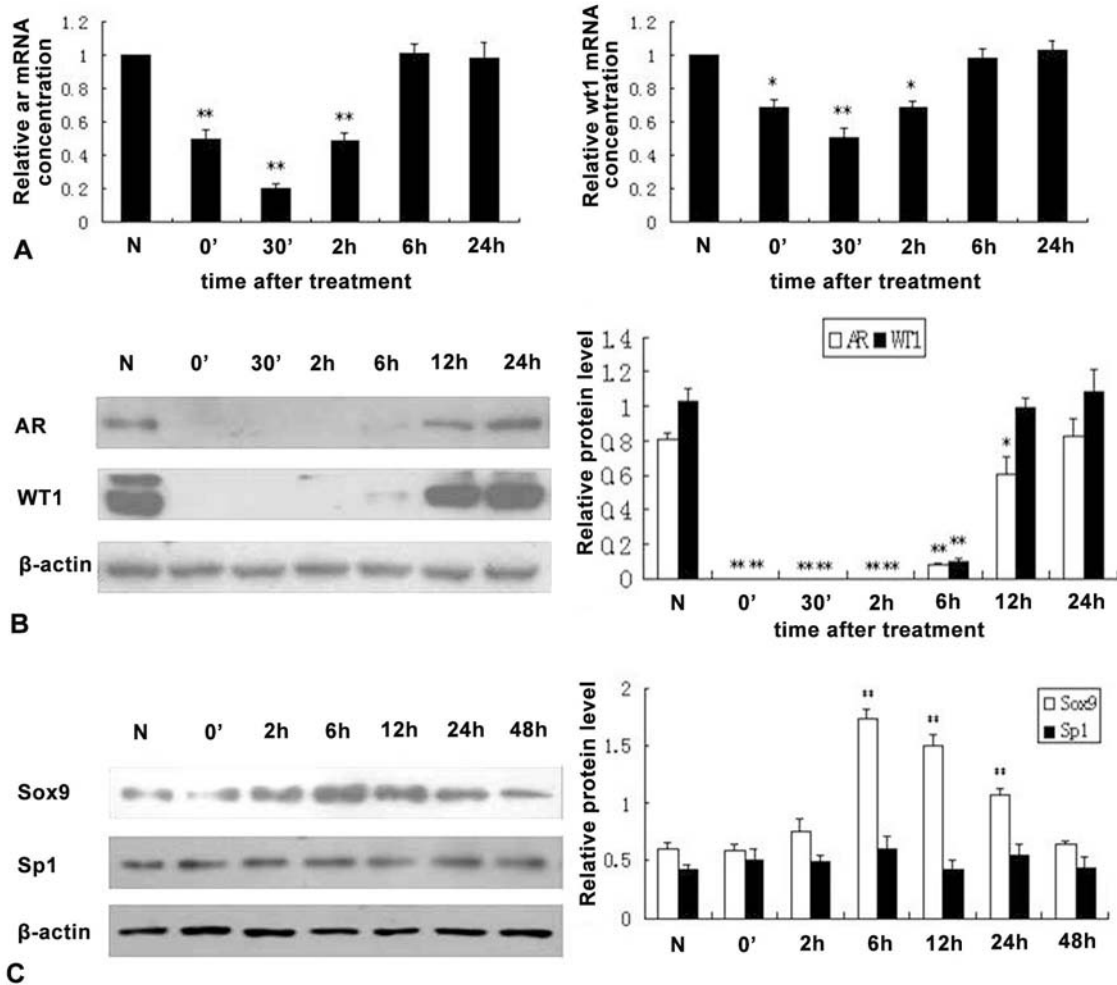 1.2
1
0.8
0.6
0.4
0.2
0
Relative ar mRNA
concentration
** ** **
N 0' 30' 2h 6h 24h
time after treatment
A
1.2
1
0.8
0.6
0.4
0.2
0
Relative wt1 mRNA
concentration
* ** *
N 0' 30' 2h 6h 24h
time after treatment
N 0' 30' 2h 6h 12h 24h
AR
WT1
β-actin
B
1.4
1.2
1
0.8
0.6
0.4
0.2
0
Relative protein level
AR WT1
** ** ** ** ** ** ** ** *
N 0' 30' 2h 6h 12h 24h
time after treatment
N 0' 2h 6h 12h 24h 48h
Sox9
Sp1
β-actin
C
2
1.5
1
0.5
0
Relative protein level
Sox9
Sp1
‡‡ ‡‡ ‡‡
N 0' 2h 6h 12h 24h 48h